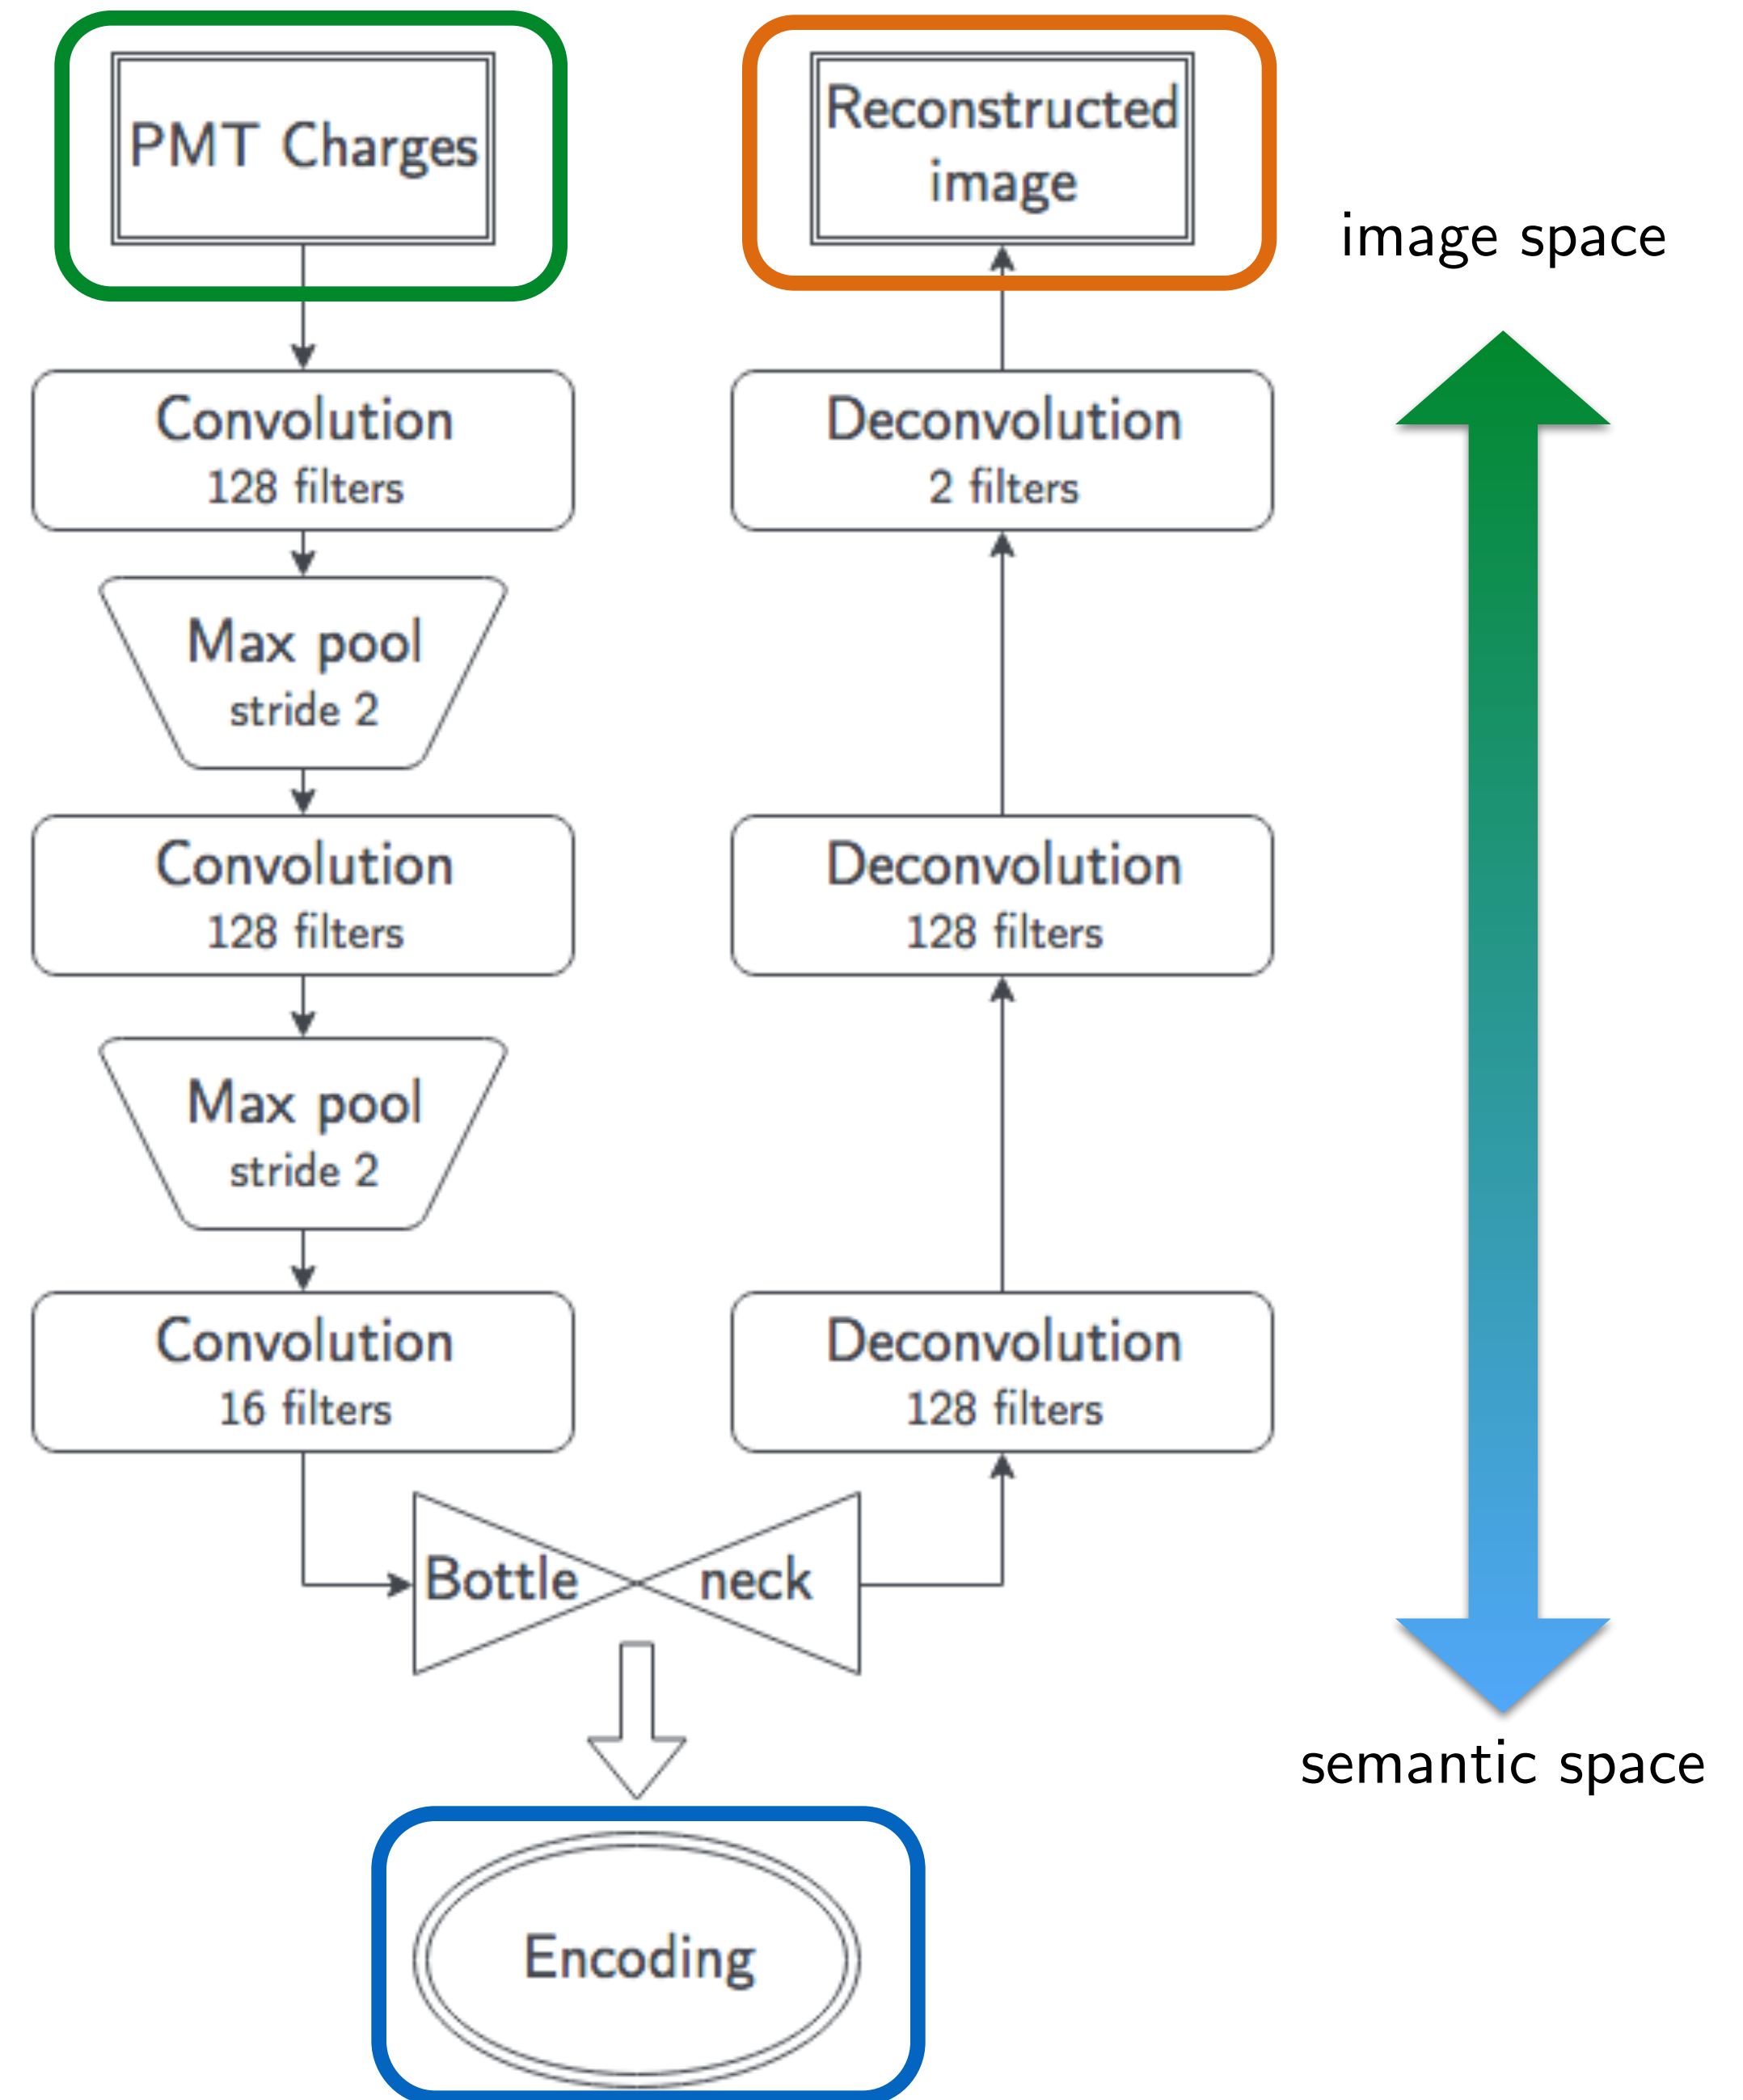 PMT Charges
Convolution
128 filters
Max pool
stride 2
Convolution
128 filters
Max pool
stride 2
Convolution
16 filters
Bottle neck
Encoding
Deconvolution
128 filters
Deconvolution
128 filters
Deconvolution
2 filters
Reconstructed
image
image space
semantic space